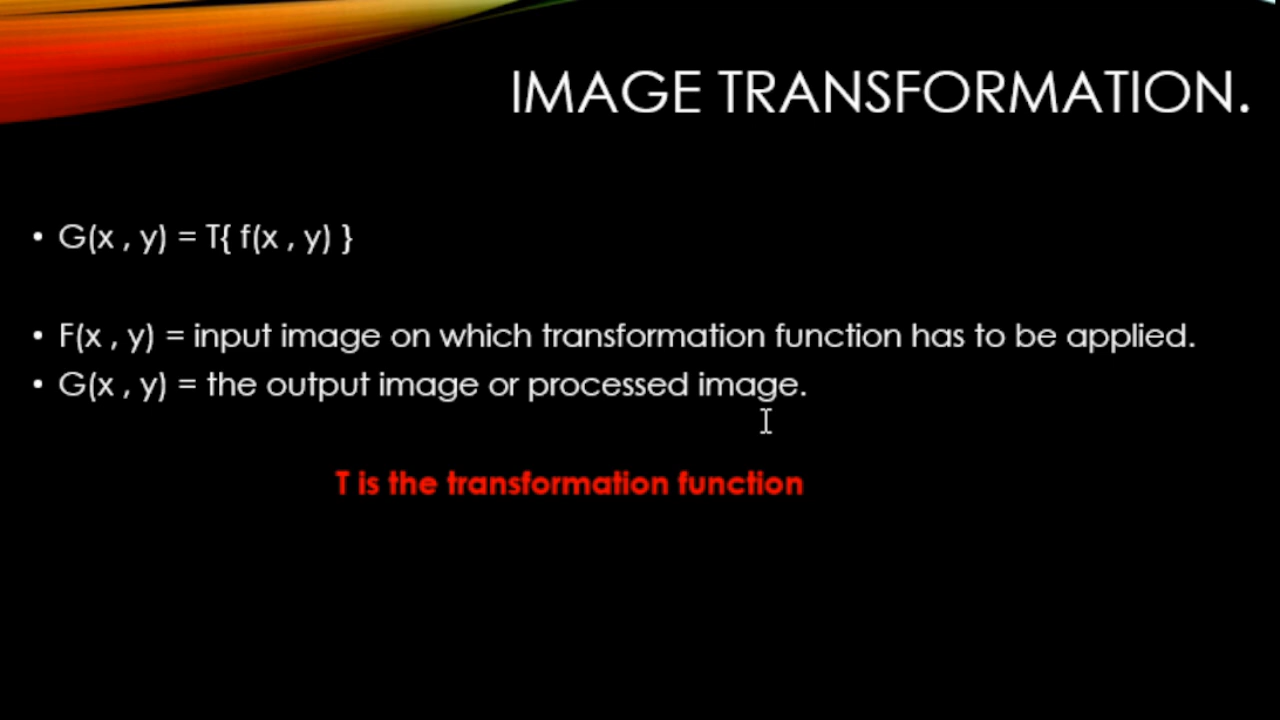 IMAGE TRANSFORMATION.
• G(x , y) = T{ f(x , y) }
• F(x , y) = input image on which transformation function has to be applied.
• G(x , y) = the output image or processed image.
T is the transformation function